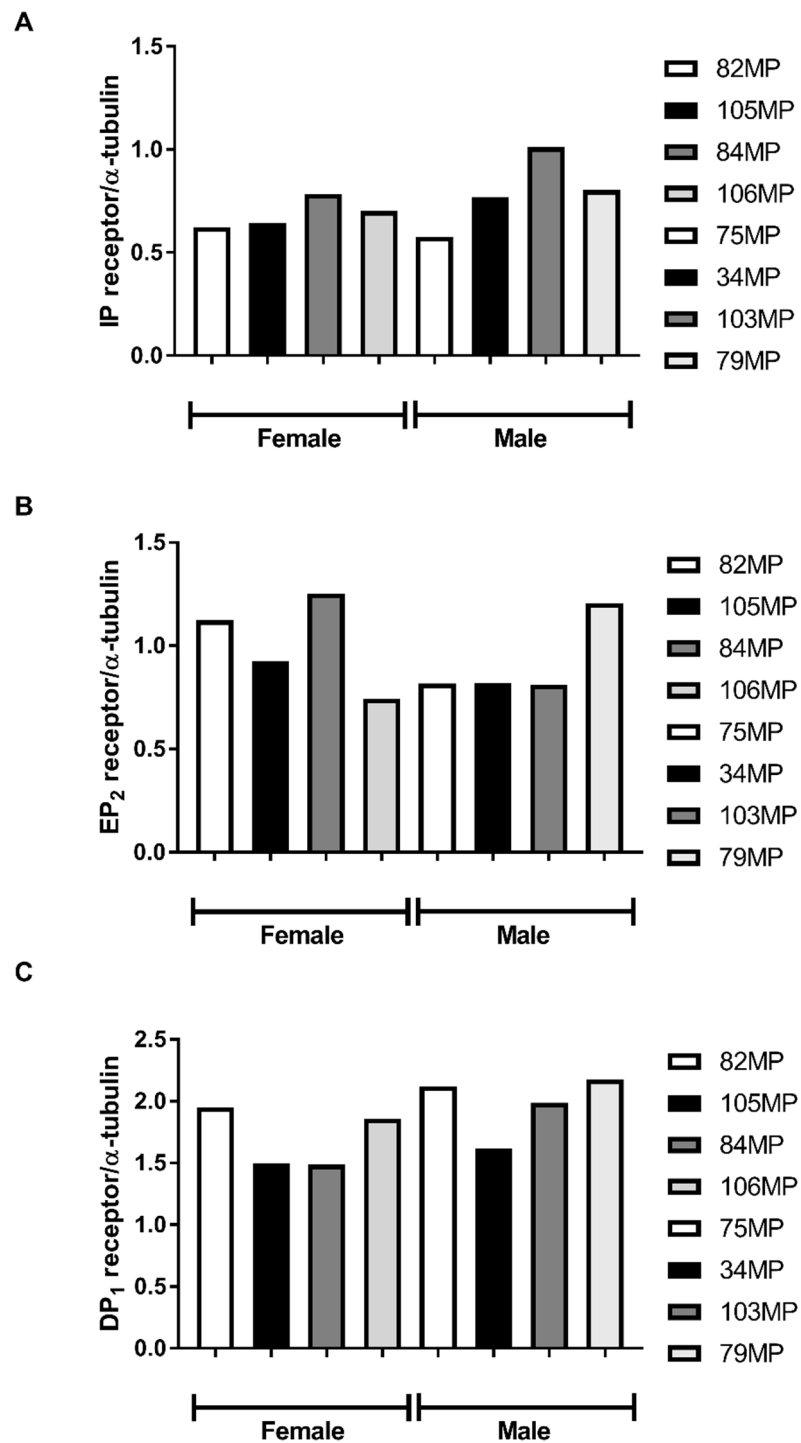 A
IP receptor/α-tubulin
1.5
1.0
0.5
0.0
Female
Male
82MP
105MP
84MP
106MP
75MP
34MP
103MP
79MP
B
EP2 receptor/α-tubulin
1.5
1.0
0.5
0.0
Female
Male
82MP
105MP
84MP
106MP
75MP
34MP
103MP
79MP
C
DP1 receptor/α-tubulin
2.5
2.0
1.5
1.0
0.5
0.0
Female
Male
82MP
105MP
84MP
106MP
75MP
34MP
103MP
79MP